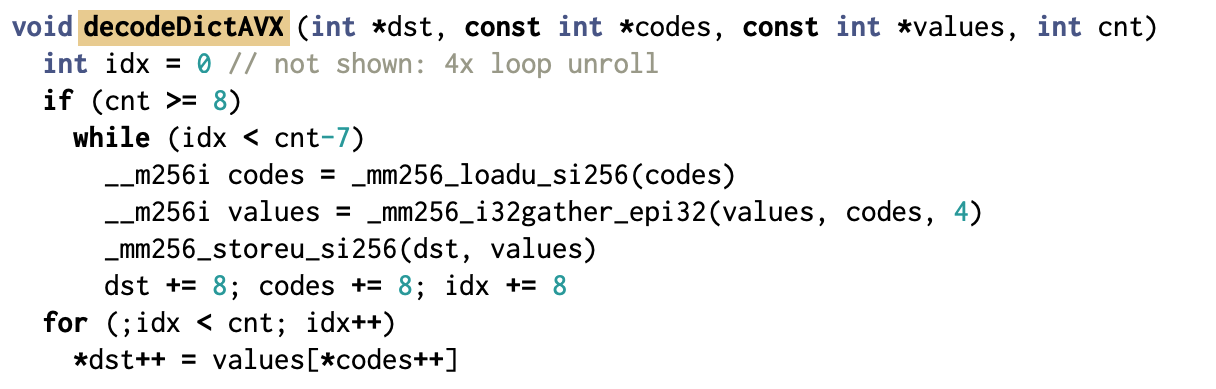 void decodeDictAVX (int *dst, const int *codes, const int *values, int cnt)
  int idx = 0 // not shown: 4x loop unroll
  if (cnt >= 8)
    while (idx < cnt-7)
      __m256i codes = _mm256_loadu_si256(codes)
      __m256i values = _mm256_i32gather_epi32(values, codes, 4)
      _mm256_storeu_si256(dst, values)
      dst += 8; codes += 8; idx += 8
  for (;idx < cnt; idx++)
    *dst++ = values[*codes++]